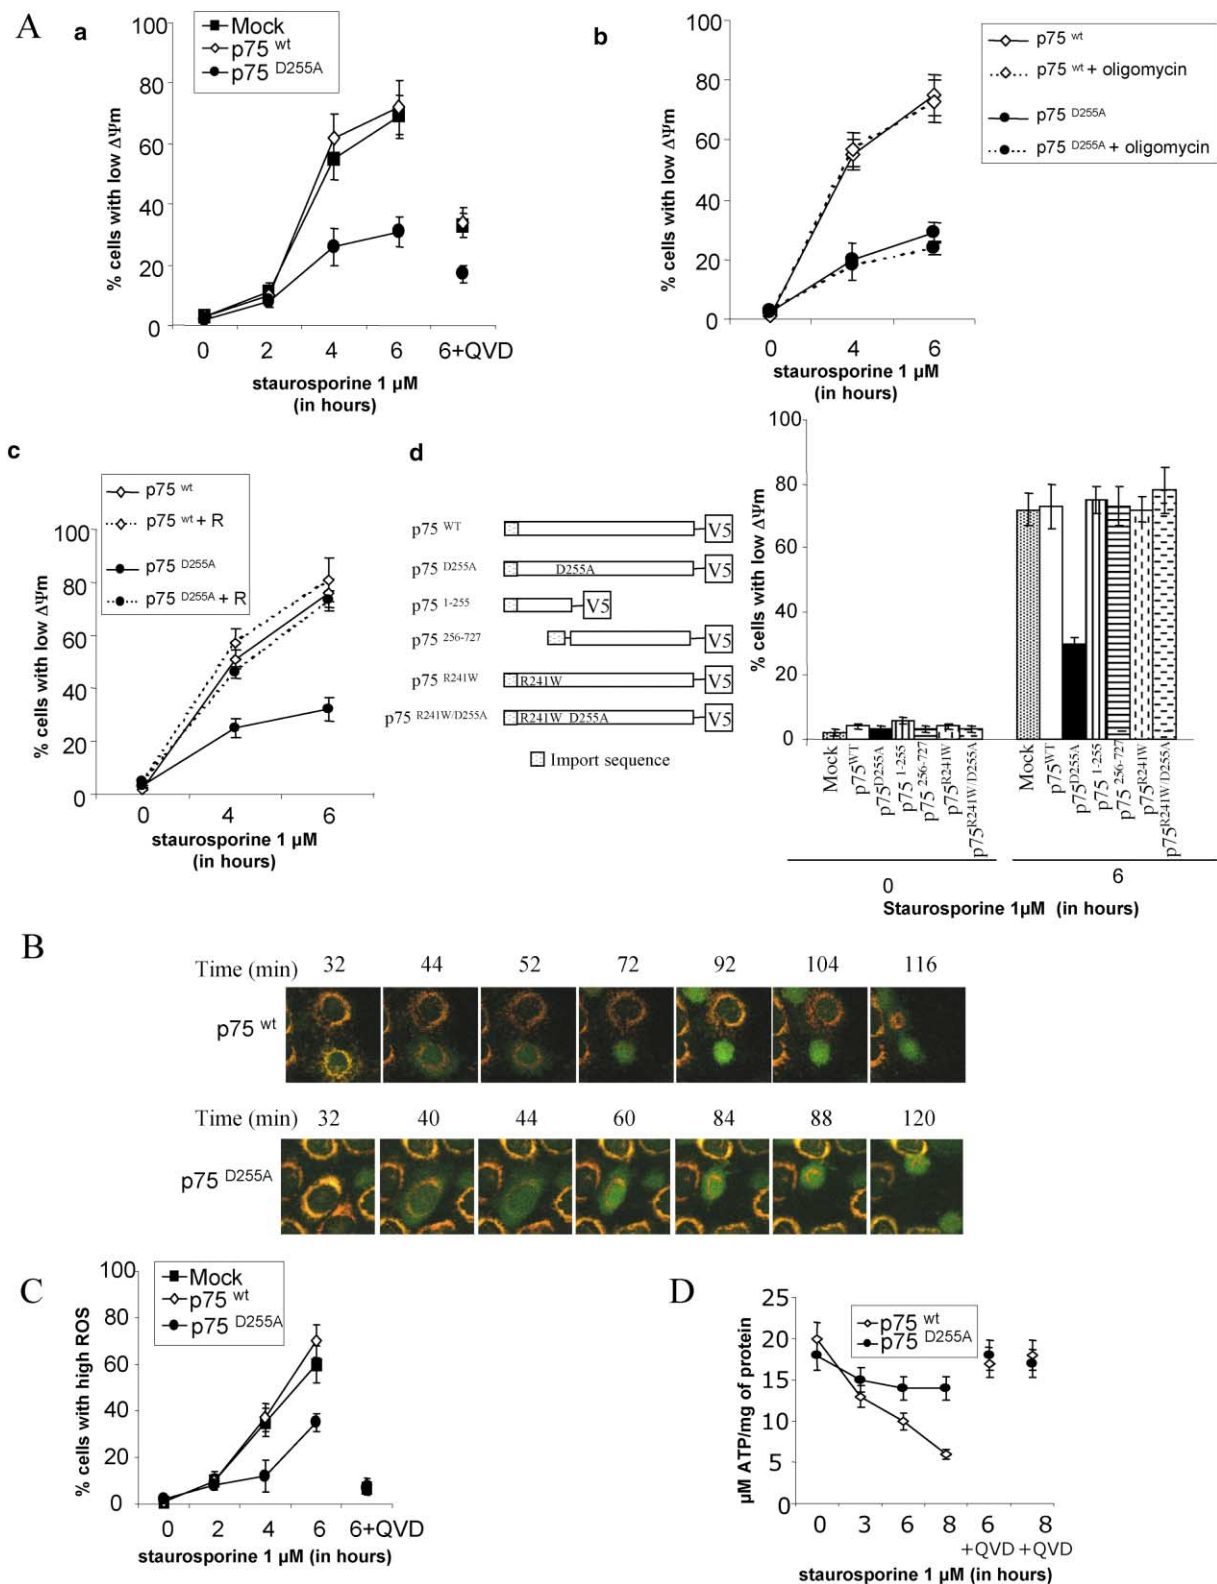 A
a
Mock
p75 wt
p75 D255A
% cells with low ΔΨm
100
80
60
40
20
0
0 2 4 6 6+QVD
staurosporine 1 µM
(in hours)
b
p75 wt
p75 wt + oligomycin
p75 D255A
p75 D255A + oligomycin
% cells with low ΔΨm
100
80
60
40
20
0
0 4 6
staurosporine 1 µM
(in hours)
c
p75 wt
p75 wt + R
p75 D255A
p75 D255A + R
% cells with low ΔΨm
100
80
60
40
20
0
0 4 6
staurosporine 1 µM
(in hours)
d
p75 WT V5
p75 D255A D255A V5
p75 1-255 V5
p75 256-727 V5
p75 R241W R241W V5
p75 R241W/D255A R241W D255A V5
Import sequence
% cells with low ΔΨm
100
80
60
40
20
0
Mock
p75WT
p75D255A
p75 1-255
p75 256-727
p75R241W
p75R241W/D255A
Mock
p75WT
p75D255A
p75 1-255
p75 256-727
p75R241W
p75R241W/D255A
0 6
Staurosporine 1µM (in hours)
B
Time (min) 32 44 52 72 92 104 116
p75 wt
Time (min) 32 40 44 60 84 88 120
p75 D255A
C
Mock
p75 wt
p75 D255A
% cells with high ROS
100
80
60
40
20
0
0 2 4 6 6+QVD
staurosporine 1 µM (in hours)
D
p75 wt
p75 D255A
µM ATP/mg of protein
25
20
15
10
5
0
0 3 6 8 6 8
+QVD +QVD
staurosporine 1 µM (in hours)